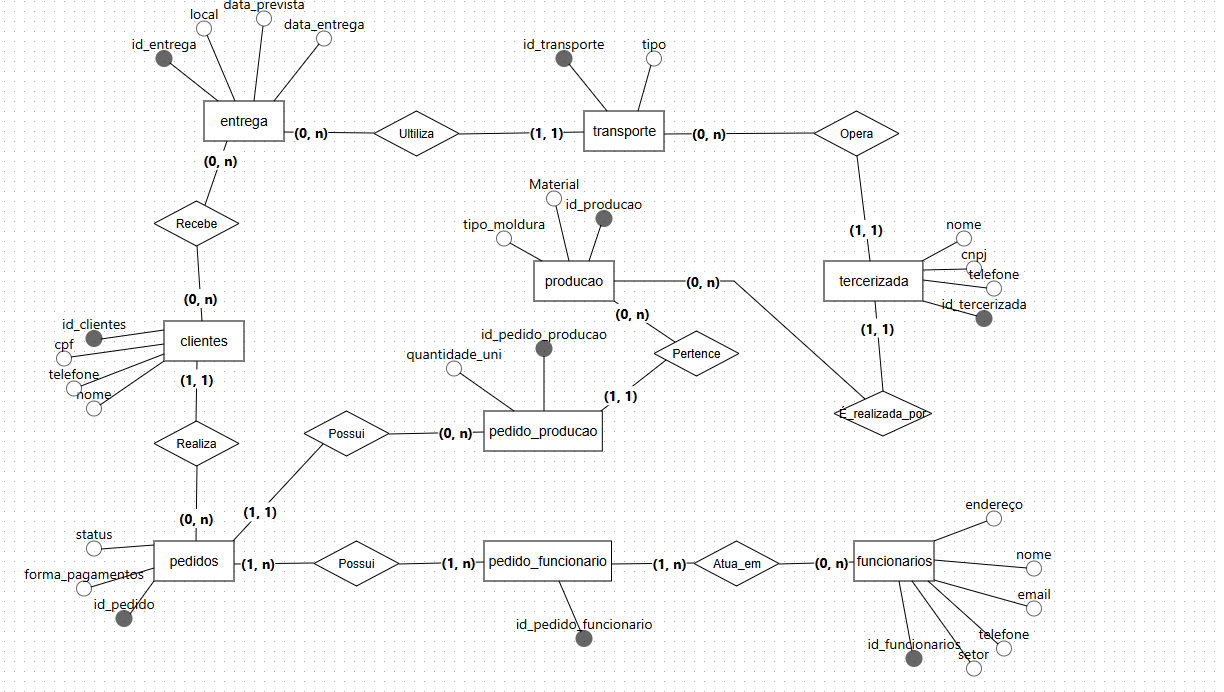 data_prevista
local
data_entrega
id_entrega
id_transporte
tipo
entrega
(0, n)
Ultiliza
(1, 1)
transporte
(0, n)
Opera
(0, n)
Recebe
(0, n)
Material
id_producao
tipo_moldura
producao
(0, n)
(0, n)
(1, 1)
nome
cnpj
telefone
id_tercerizada
tercerizada
(1, 1)
id_clientes
cpf
telefone
nome
clientes
(1, 1)
id_pedido_producao
quantidade_uni
Pertence
(1, 1)
É_realizada_por
Realiza
Possui
(0, n)
pedido_producao
(0, n)
(1, 1)
status
forma_pagamentos
id_pedido
pedidos
(1, n)
Possui
(1, n)
pedido_funcionario
(1, n)
Atua_em
(0, n)
funcionarios
endereço
nome
email
telefone
setor
id_funcionarios
id_pedido_funcionario